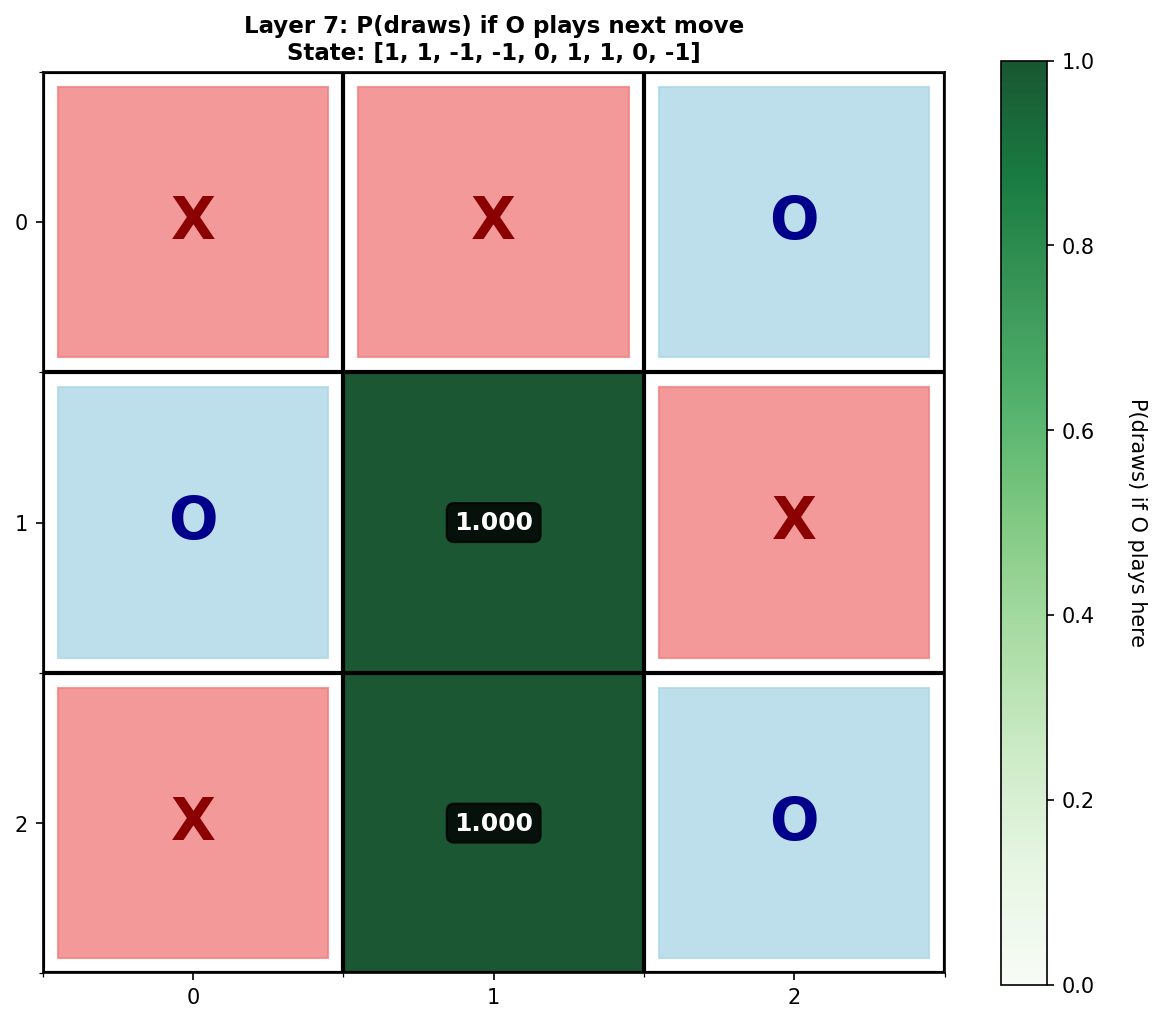 Layer 7: P(draws) if O plays next move
State: [1, 1, -1, -1, 0, 1, 1, 0, -1]
X
X
O
O
1.000
X
X
1.000
O
0
1
2
0
1
2
1.0
0.8
0.6
0.4
0.2
0.0
P(draws) if O plays here